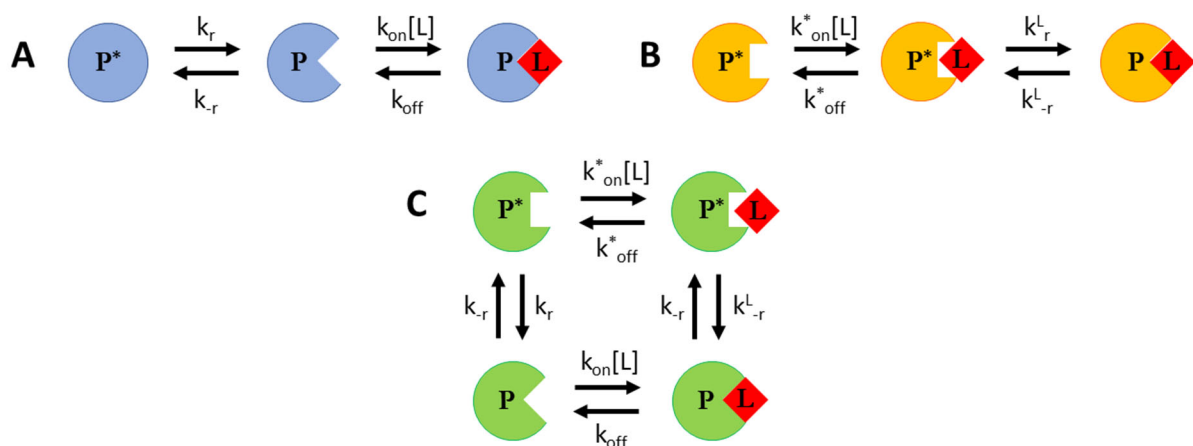 A P* k_r k_-r P k_on[L] k_off P L
B P* k*_on[L] k*_off P* L k^L_r k^L_-r P L
C P* k*_on[L] k*_off P* L
k_-r k_r k_-r k^L_-r
P k_on[L] k_off P L